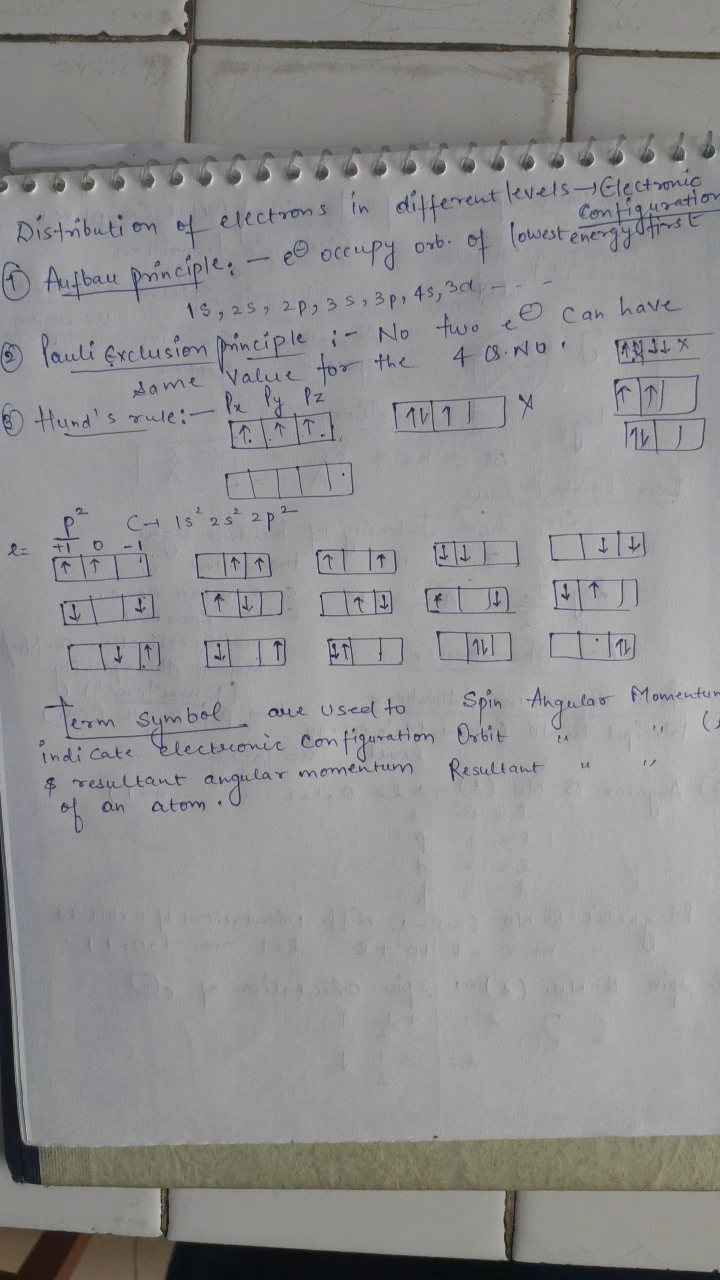 Distribution of electrons in different levels → Electronic
Configuration
① Aufbau principle :- e⊖ occupy orb. of lowest energy first
1s, 2s, 2p, 3s, 3p, 4s, 3d - - - -
② Pauli Exclusion principle :- No two e⊖ can have
same value for the 4 Q.No.
↑↓ ↓↓ x
③ Hund's rule :- Px Py Pz
↑ ↑ ↑
↑↓ ↑ x
↑ ↑
↑↓
p² C → 1s² 2s² 2p²
l= +1 0 -1
↑ ↑ ↑ ↑ ↑ ↑ ↓ ↓ ↓ ↓
↓ ↓ ↑ ↓ ↑ ↓ ↑ ↓ ↓ ↑
↓ ↑ ↓ ↑ ↓↑ ↑↓ ↑↓
Term symbol are used to
indicate electronic configuration
& resultant angular momentum
of an atom.
Spin Angular Momentum
Orbit " "
Resultant " "